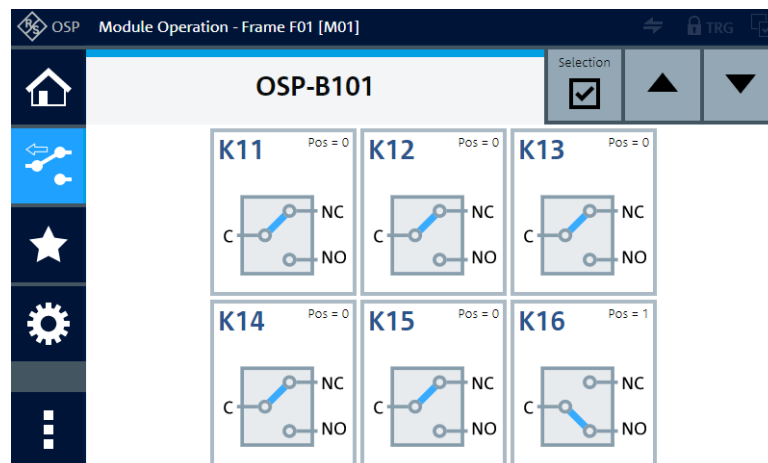 R&S OSP Module Operation - Frame F01 [M01] TRG
OSP-B101 Selection
K11 Pos = 0 K12 Pos = 0 K13 Pos = 0
NC NC NC
C C C
NO NO NO
K14 Pos = 0 K15 Pos = 0 K16 Pos = 1
NC NC NC
C C C
NO NO NO